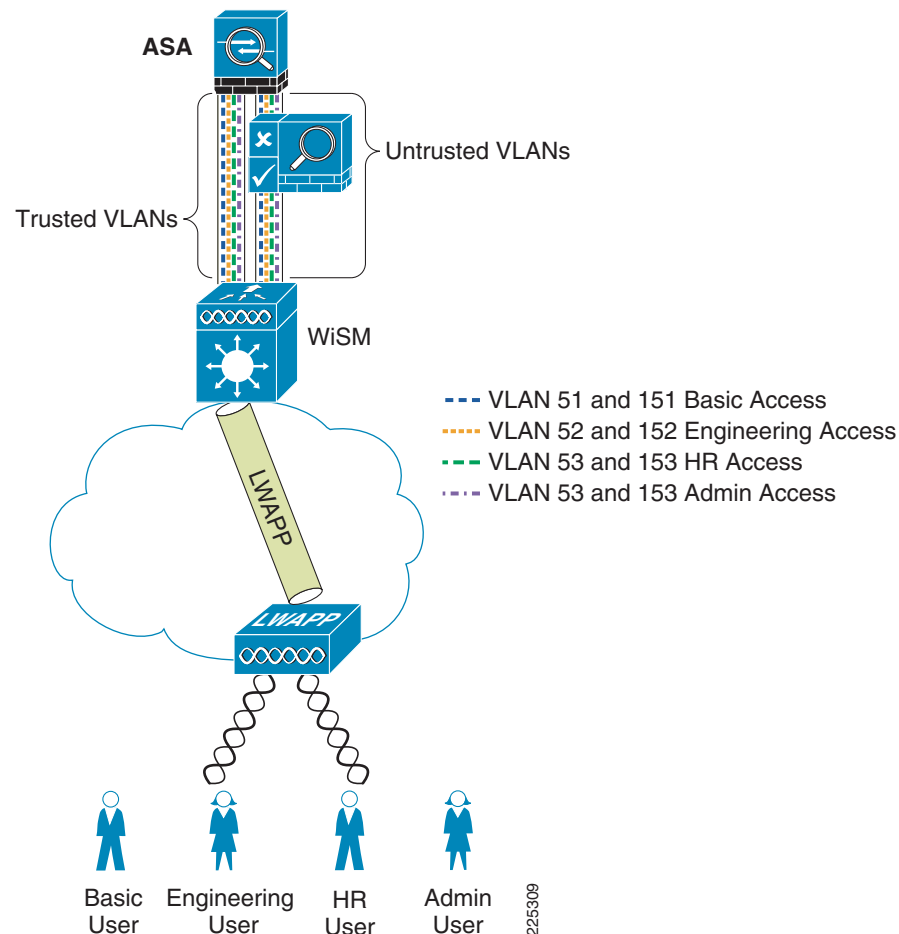 ASA
Untrusted VLANs
Trusted VLANs
WiSM
VLAN 51 and 151 Basic Access
VLAN 52 and 152 Engineering Access
VLAN 53 and 153 HR Access
VLAN 53 and 153 Admin Access
LWAPP
LWAPP
Basic
User
Engineering
User
HR
User
Admin
User
225309